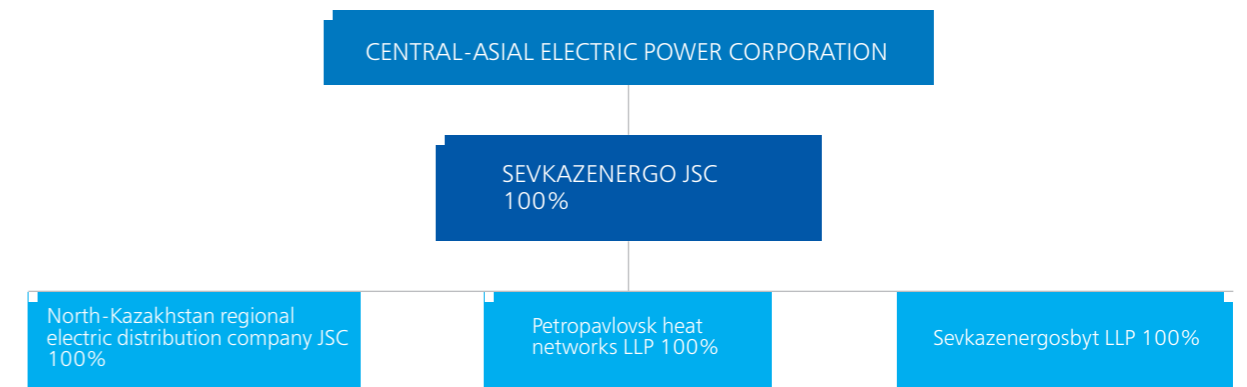 CENTRAL-ASIAL ELECTRIC POWER CORPORATION
SEVKAZENERGO JSC
100%
North-Kazakhstan regional
electric distribution company JSC
100%
Petropavlovsk heat
networks LLP 100%
Sevkazenergosbyt LLP 100%